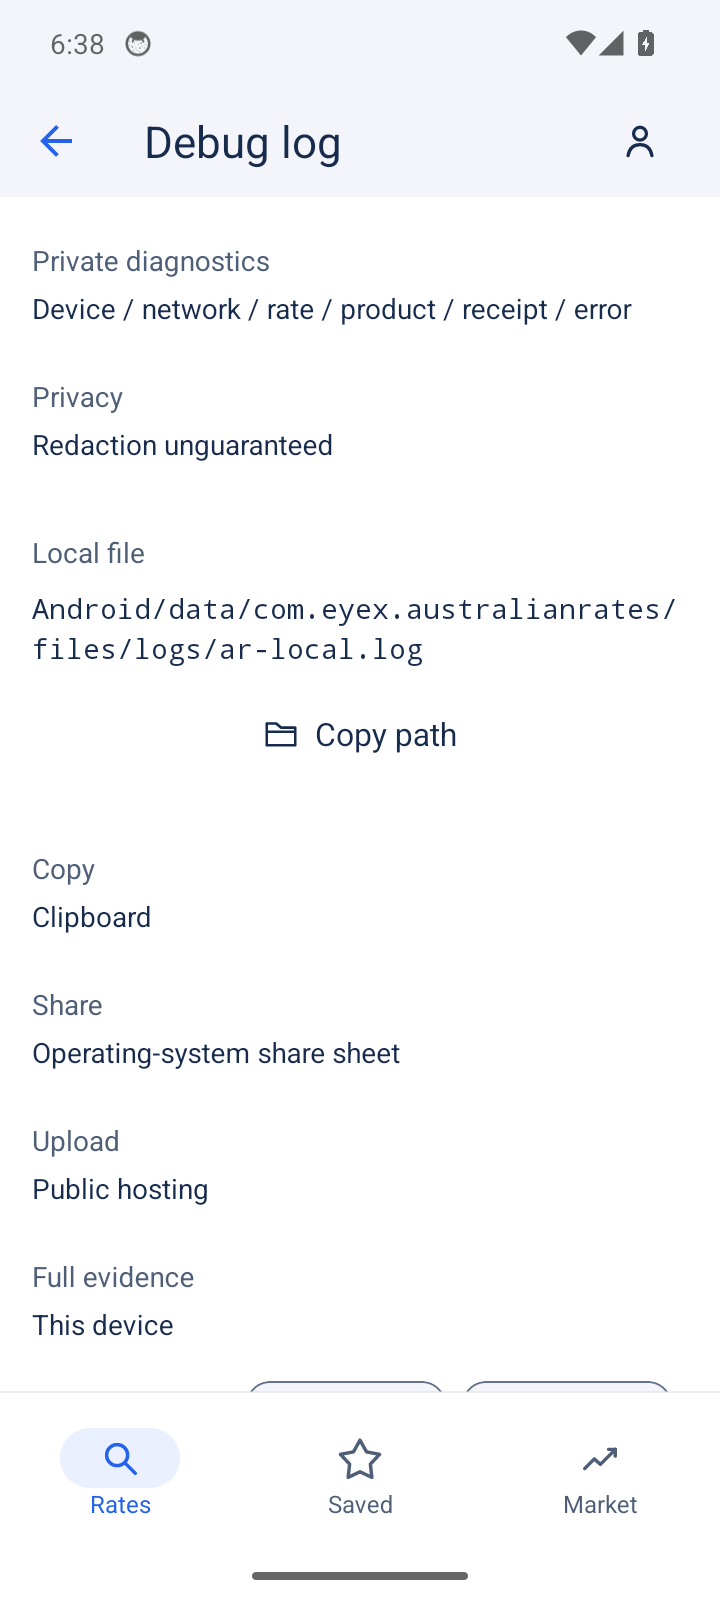 6:38
Debug log
Private diagnostics
Device / network / rate / product / receipt / error
Privacy
Redaction unguaranteed
Local file
Android/data/com.eyex.australianrates/
files/logs/ar-local.log
Copy path
Copy
Clipboard
Share
Operating-system share sheet
Upload
Public hosting
Full evidence
This device
Rates
Saved
Market